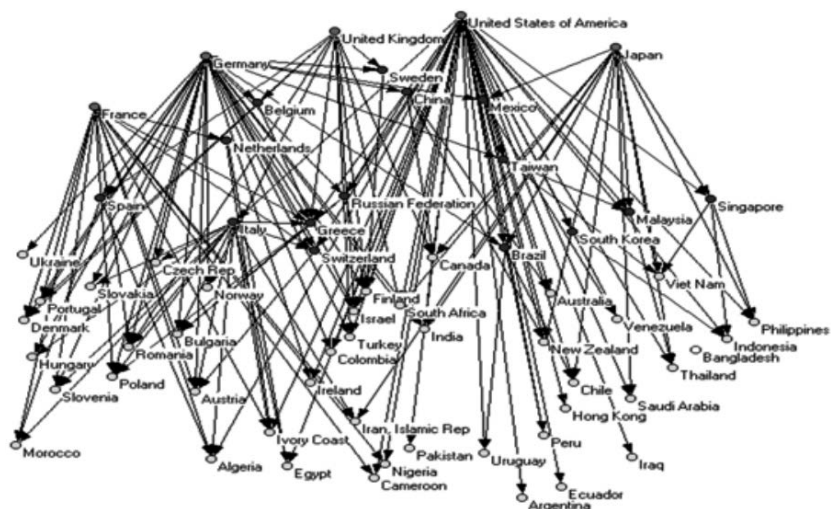 United States of America
United Kingdom
Japan
Germany
Sweden
China
Mexico
Belgium
France
Netherlands
Taiwan
Spain
Russian Federation
Singapore
Malaysia
Italy
Greece
South Korea
Switzerland
Brazil
Ukraine
Czech Rep
Canada
Viet Nam
Slovakia
Norway
Finland
Australia
Portugal
South Africa
Denmark
Israel
Venezuela
Philippines
Bulgaria
India
Turkey
Indonesia
Romania
New Zealand
Bangladesh
Hungary
Colombia
Thailand
Poland
Ireland
Chile
Slovenia
Austria
Saudi Arabia
Hong Kong
Iran, Islamic Rep
Ivory Coast
Peru
Morocco
Pakistan
Uruguay
Iraq
Algeria
Egypt
Nigeria
Cameroon
Ecuador
Argentina